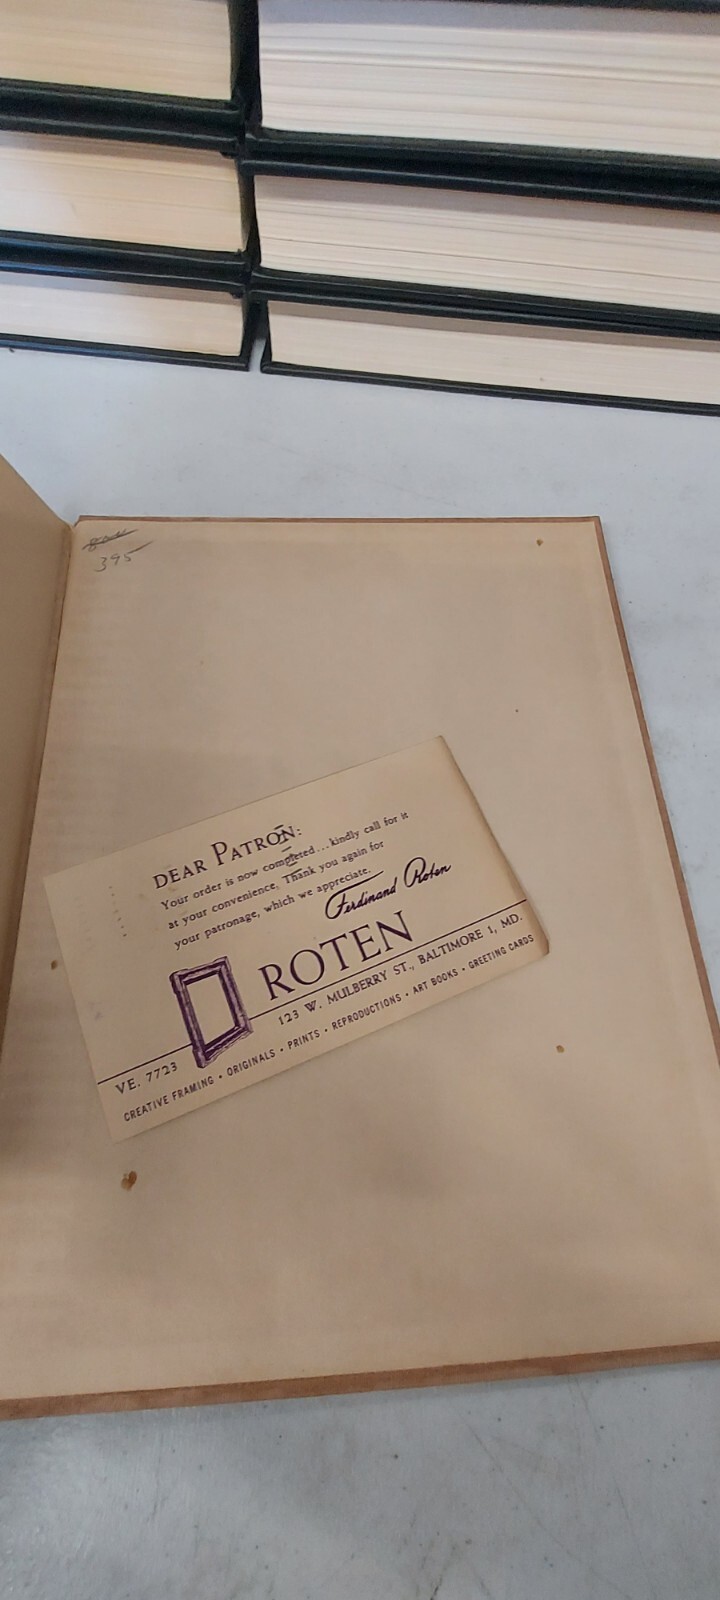 395
DEAR PATRON:
Your order is now completed...kindly call for it
at your convenience. Thank you again for
your patronage, which we appreciate.
Ferdinand Roten
ROTEN
123 W. MULBERRY ST., BALTIMORE 1, MD.
VE. 7723
CREATIVE FRAMING • ORIGINALS • PRINTS • REPRODUCTIONS • ART BOOKS • GREETING CARDS